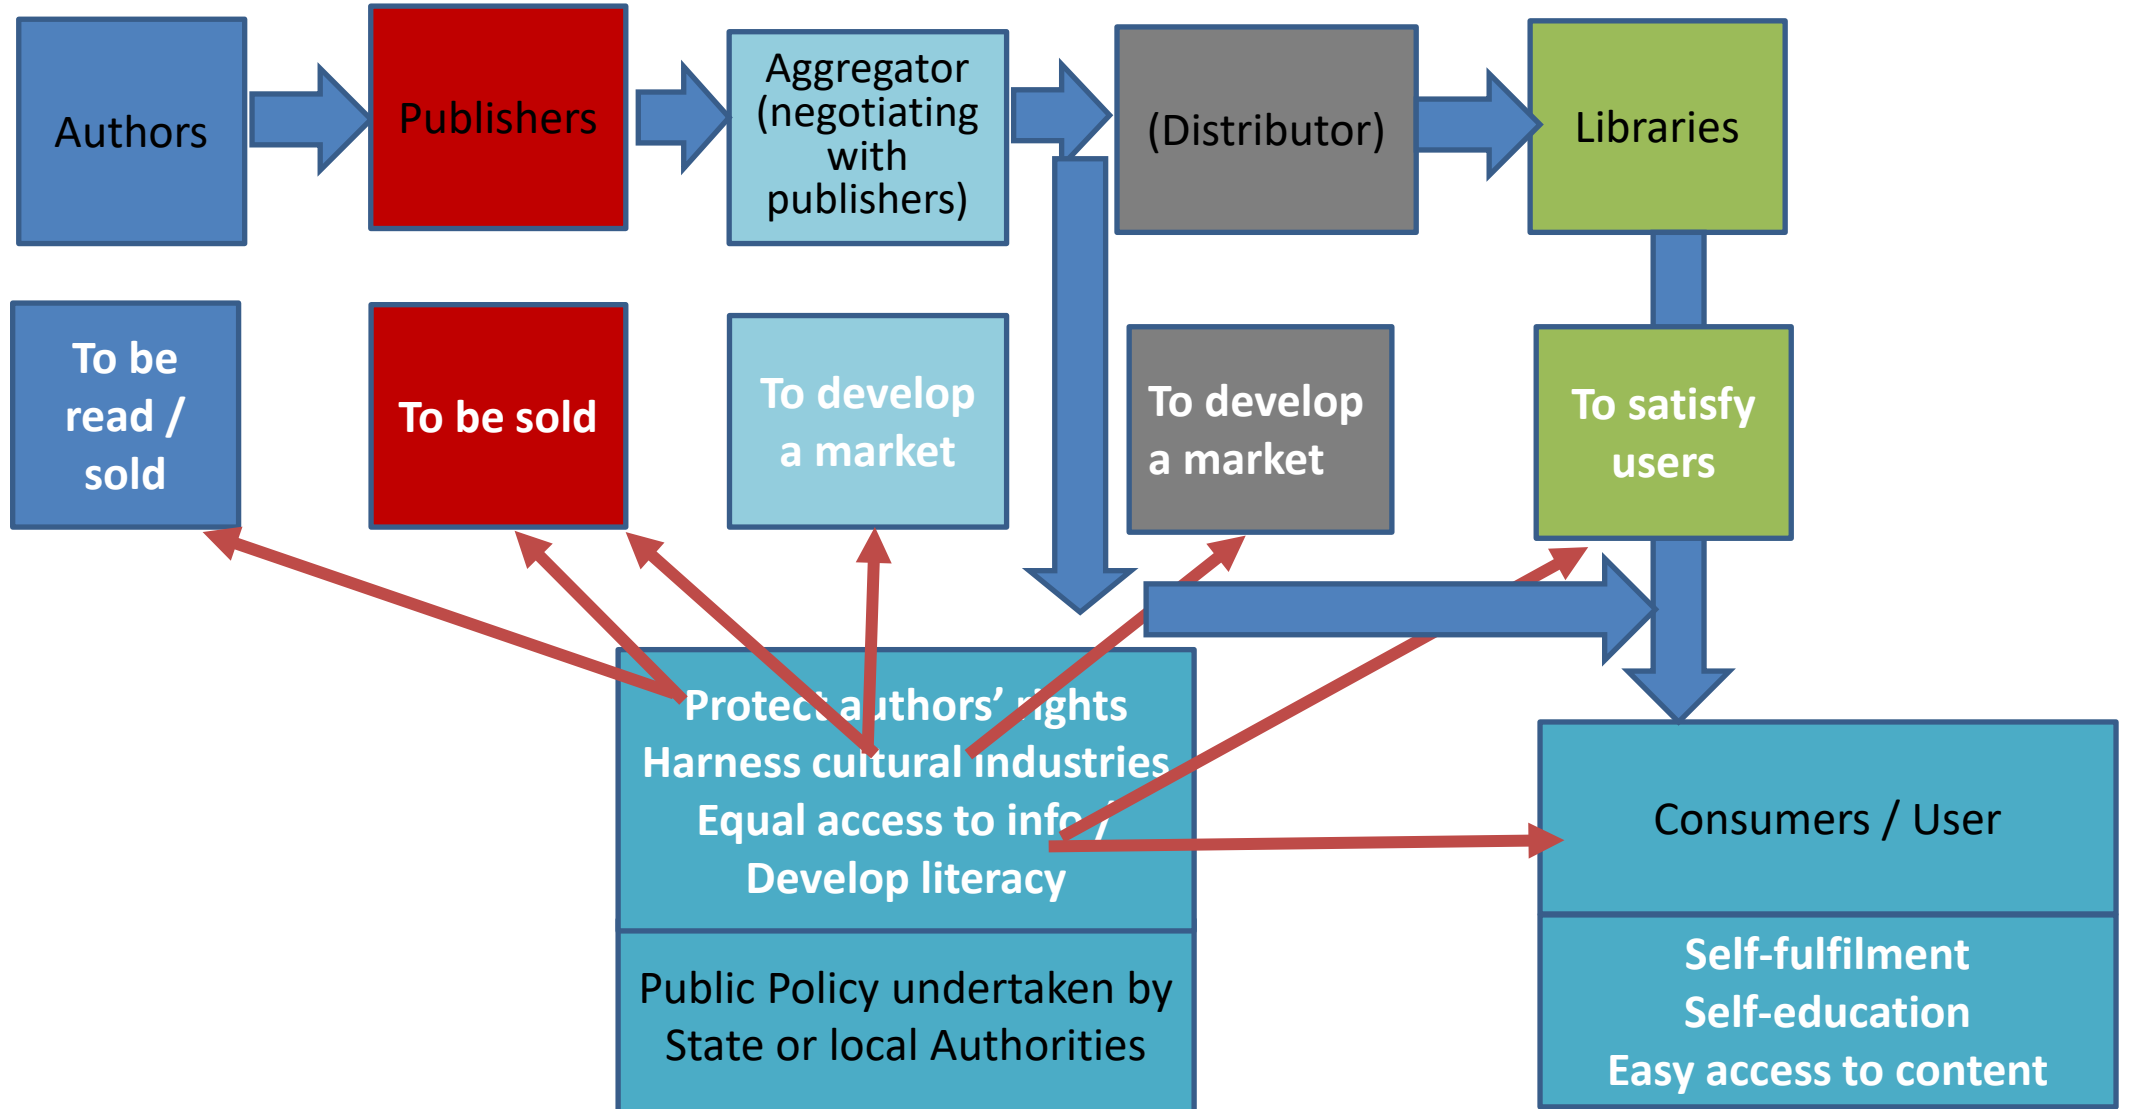 Authors
Publishers
Aggregator
(negotiating
with
publishers)
(Distributor)
Libraries
To be
read /
sold
To be sold
To develop
a market
To develop
a market
To satisfy
users
Protect authors’ rights
Harness cultural industries
Equal access to info /
Develop literacy
Public Policy undertaken by
State or local Authorities
Consumers / User
Self-fulfilment
Self-education
Easy access to content